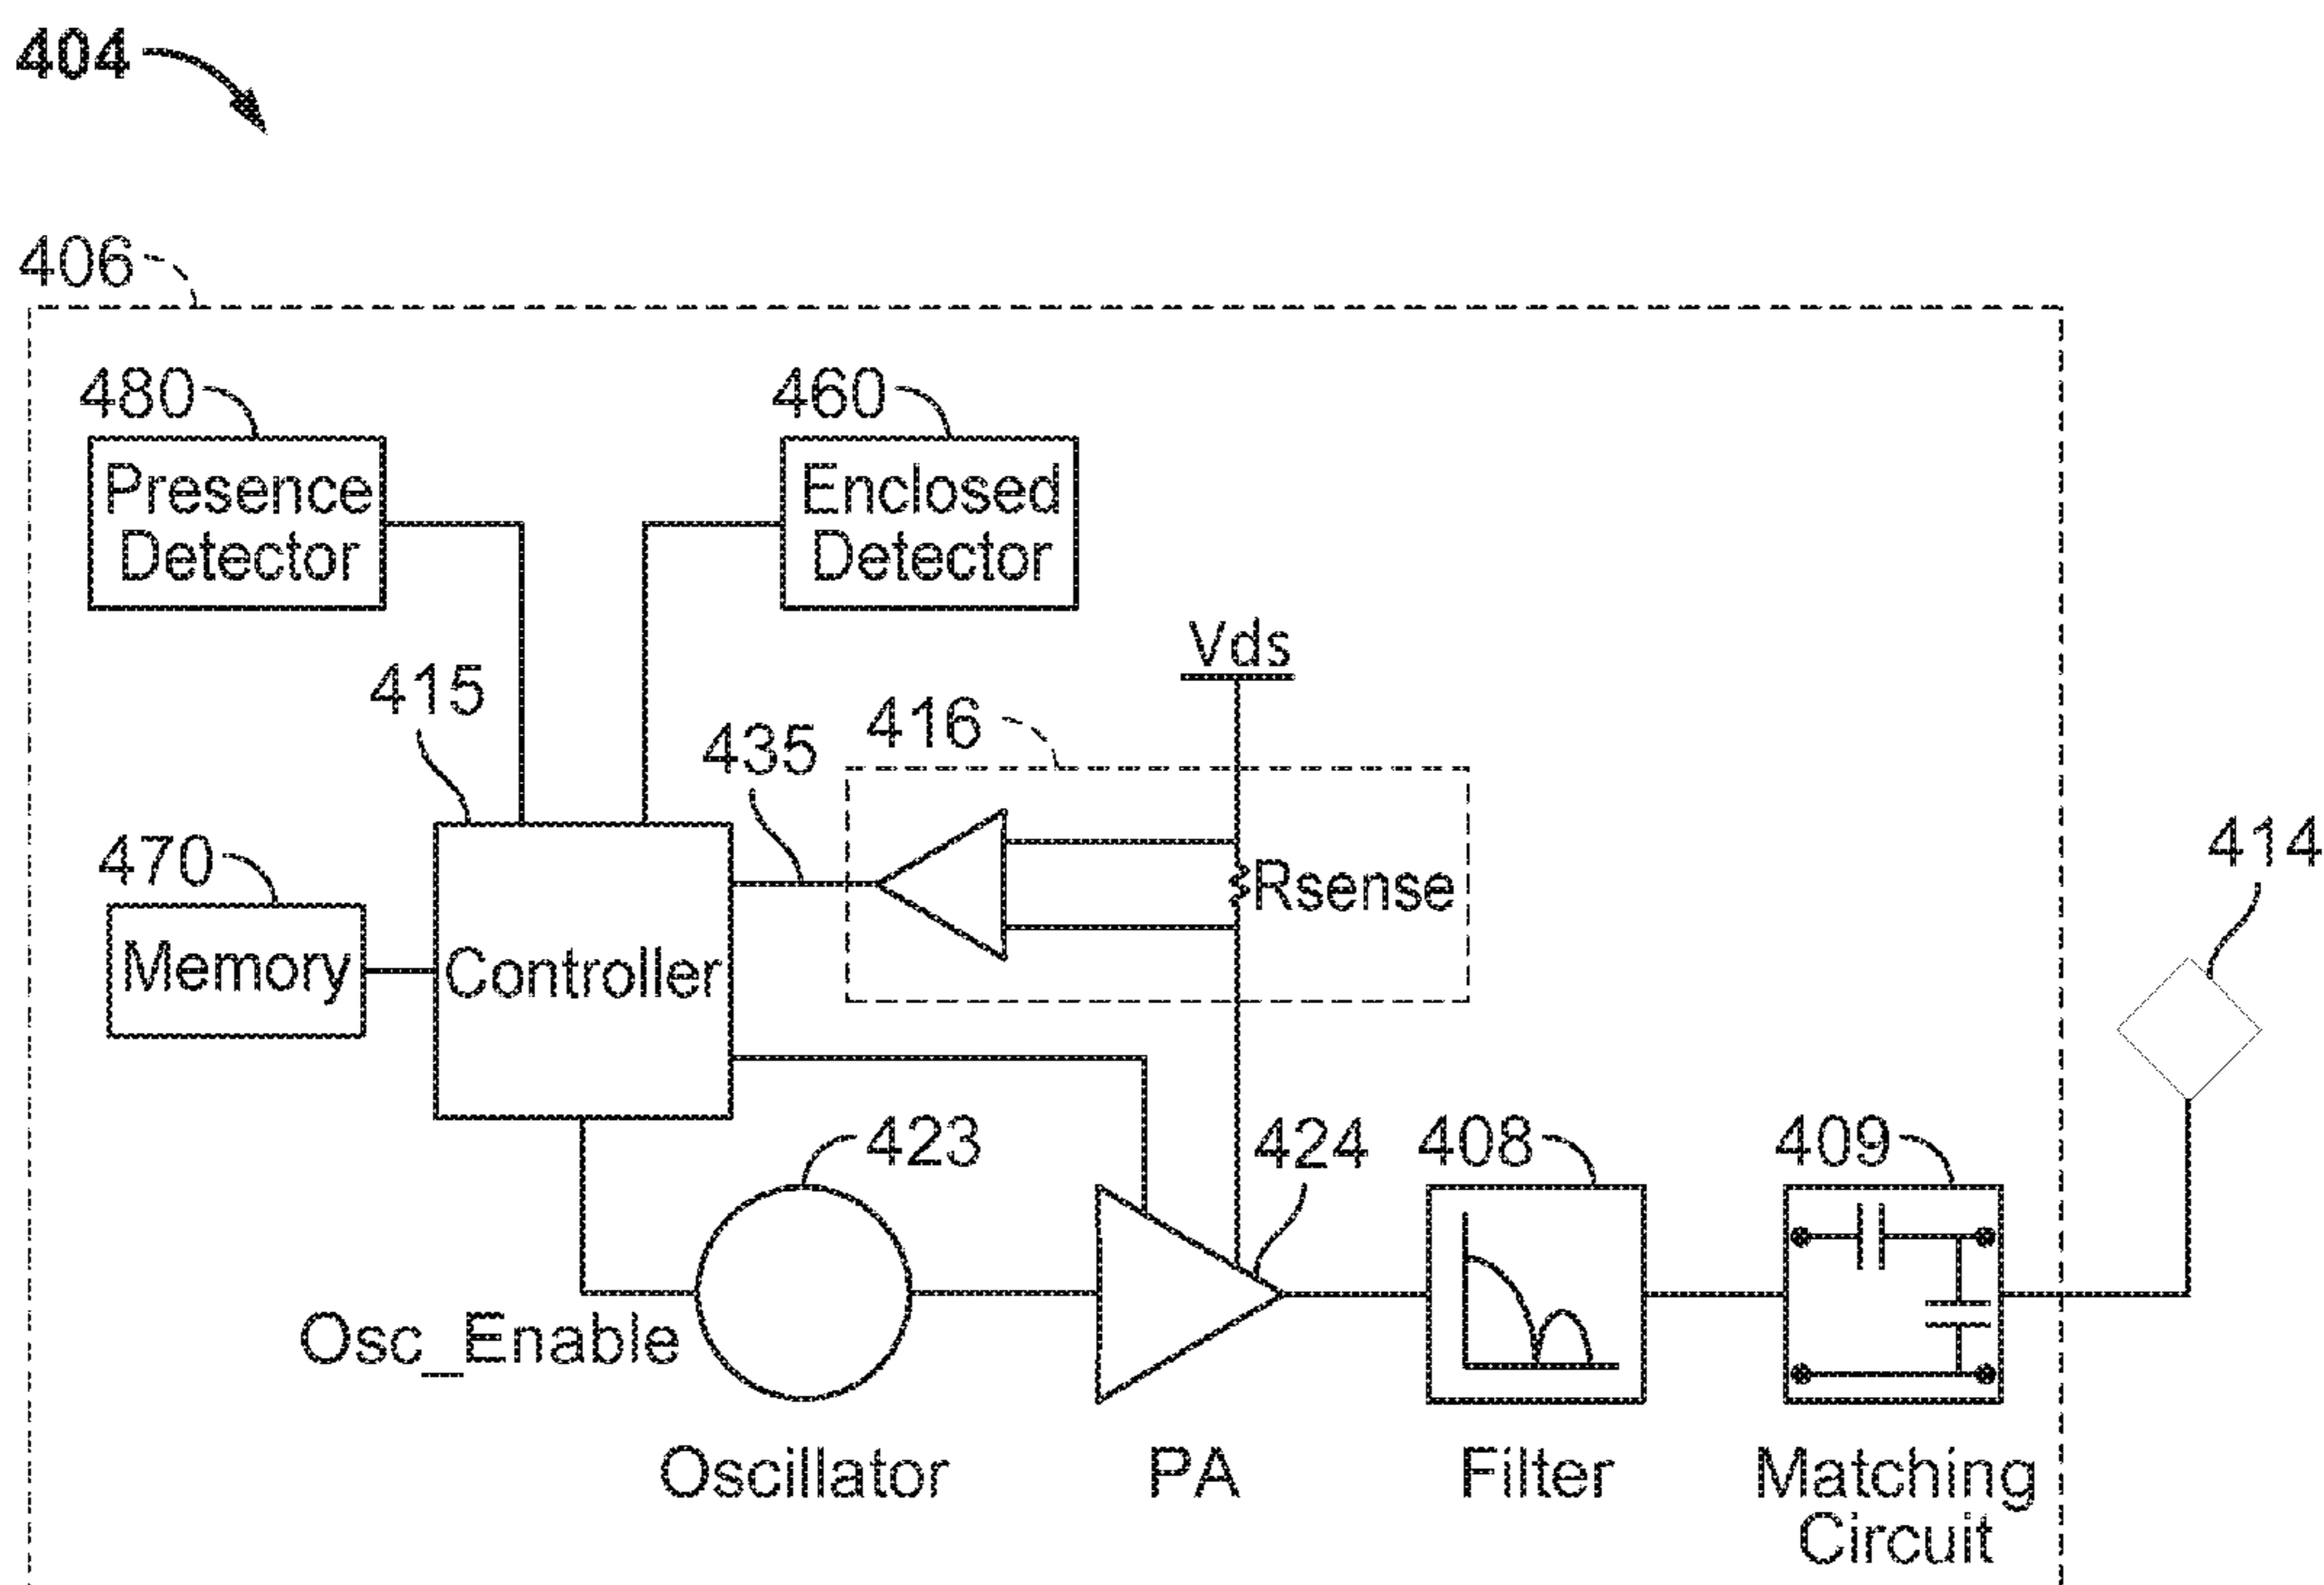 404
406
480
460
Presence
Detector
Enclosed
Detector
Vds
415
416
435
470
414
Rsense
Memory
Controller
423
424
408
409
Osc_Enable
Oscillator
PA
Filter
Matching
Circuit